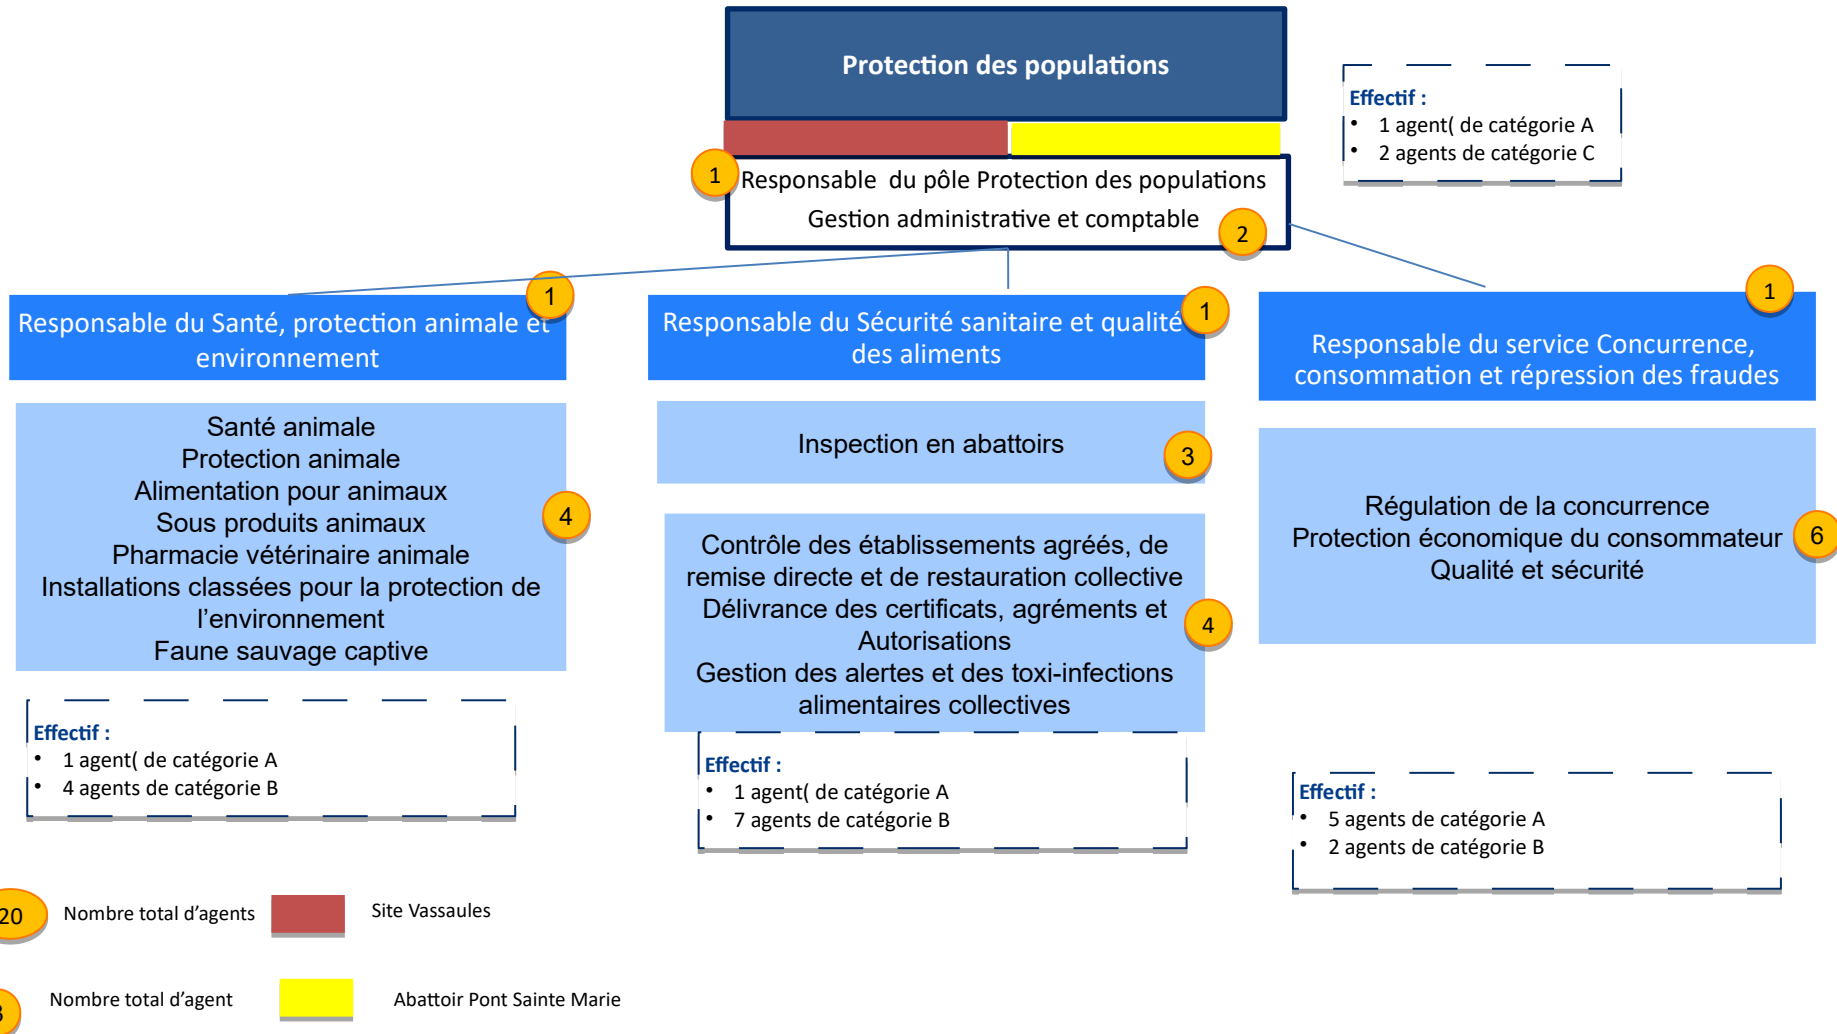 Protection des populations
Effectif :
• 1 agent( de catégorie A
• 2 agents de catégorie C
1
Responsable du pôle Protection des populations
Gestion administrative et comptable
2
1
Responsable du Santé, protection animale et
environnement
1
Responsable du Sécurité sanitaire et qualité
des aliments
1
Responsable du service Concurrence,
consommation et répression des fraudes
Santé animale
Protection animale
Alimentation pour animaux
Sous produits animaux
Pharmacie vétérinaire animale
Installations classées pour la protection de
l’environnement
Faune sauvage captive
4
Inspection en abattoirs
3
Contrôle des établissements agréés, de
remise directe et de restauration collective
Délivrance des certificats, agréments et
Autorisations
Gestion des alertes et des toxi-infections
alimentaires collectives
4
Régulation de la concurrence
Protection économique du consommateur
Qualité et sécurité
6
Effectif :
• 1 agent( de catégorie A
• 4 agents de catégorie B
Effectif :
• 1 agent( de catégorie A
• 7 agents de catégorie B
Effectif :
• 5 agents de catégorie A
• 2 agents de catégorie B
20
Nombre total d’agents
Site Vassaules
Nombre total d’agent
Abattoir Pont Sainte Marie